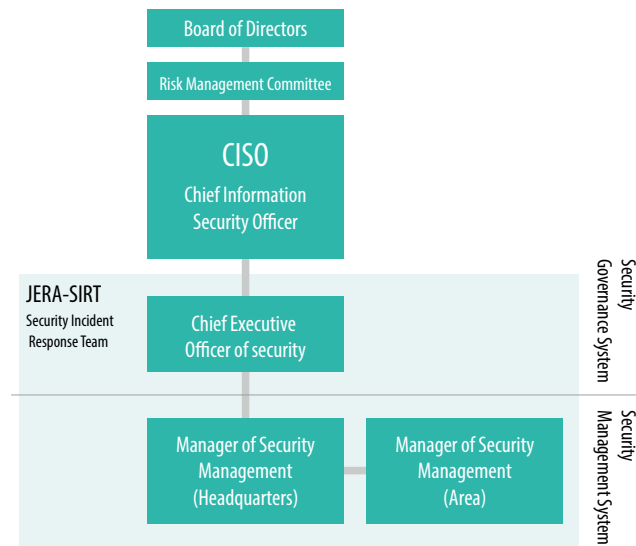 Board of Directors
Risk Management Committee
CISO
Chief Information
Security Officer
JERA-SIRT
Security Incident
Response Team
Chief Executive
Officer of security
Security
Governance System
Manager of Security
Management
(Headquarters)
Manager of Security
Management
(Area)
Security
Management System